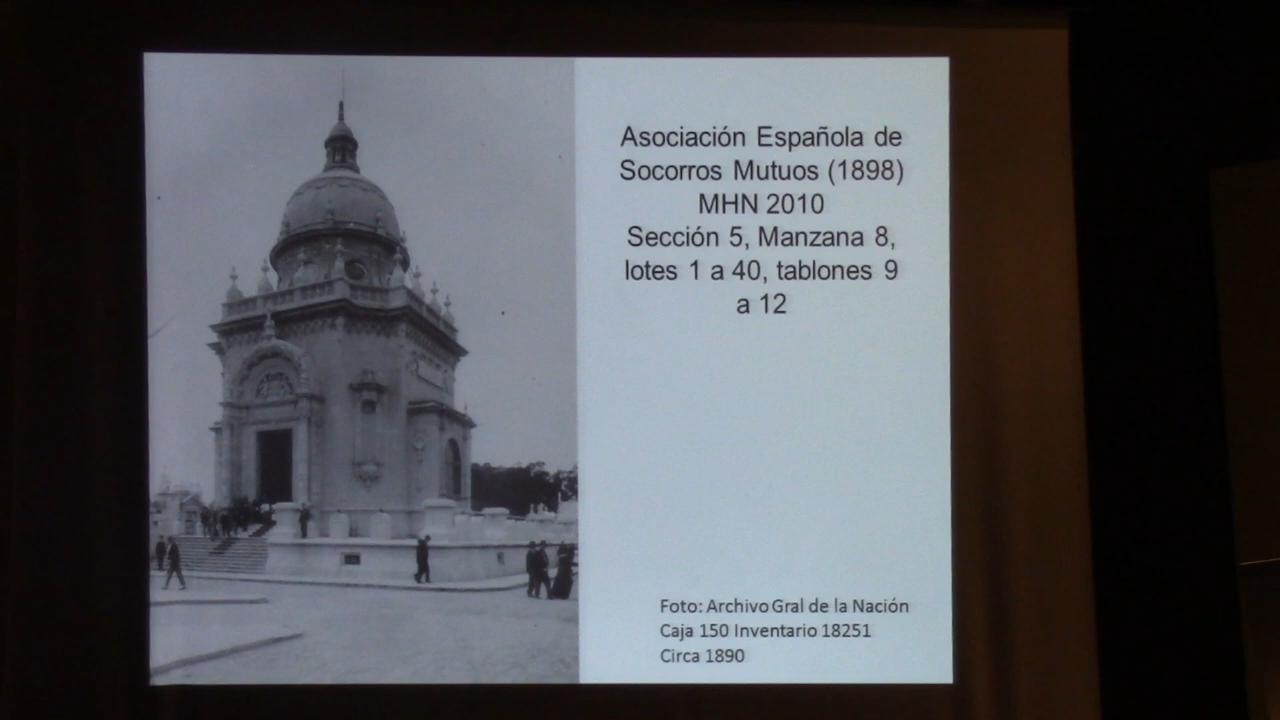 Asociación Española de
Socorros Mutuos (1898)
MHN 2010
Sección 5, Manzana 8,
lotes 1 a 40, tablones 9
a 12
Foto: Archivo Gral de la Nación
Caja 150 Inventario 18251
Circa 1890